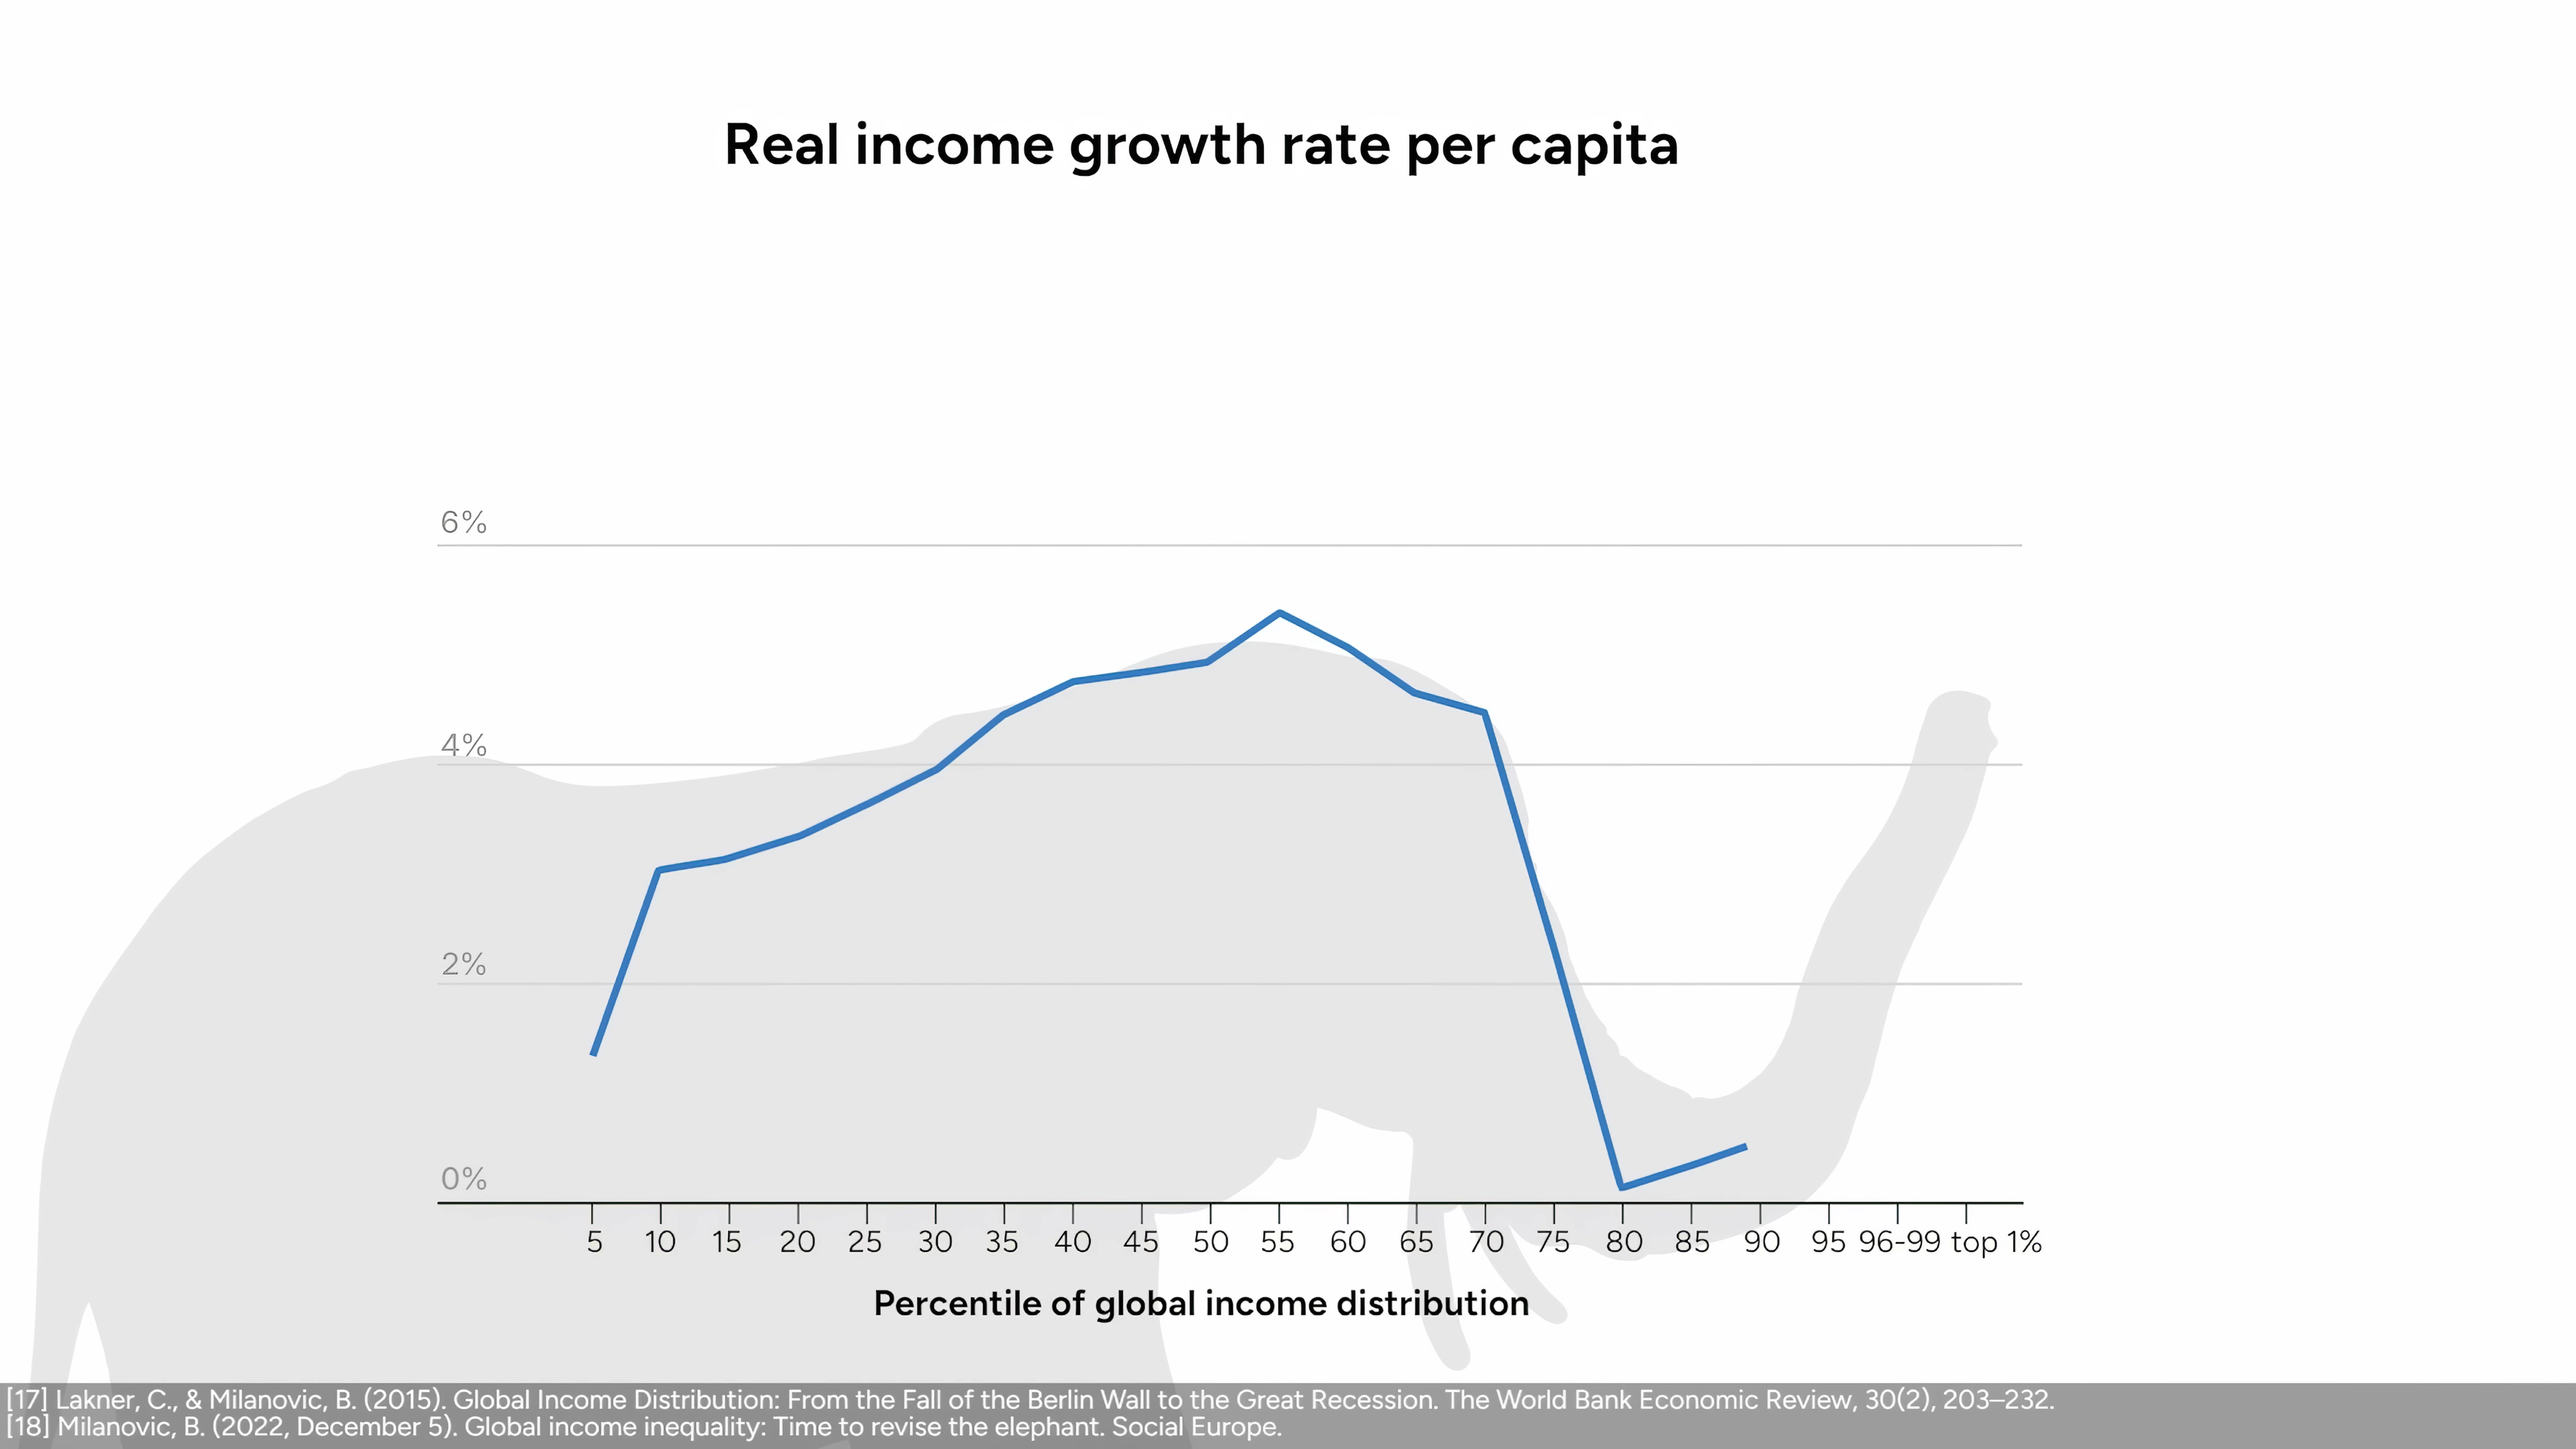 Real income growth rate per capita
6%
4%
2%
0%
5 10 15 20 25 30 35 40 45 50 55 60 65 70 75 80 85 90 95 96-99 top 1%
Percentile of global income distribution
[17] Lakner, C., & Milanovic, B. (2015). Global Income Distribution: From the Fall of the Berlin Wall to the Great Recession. The World Bank Economic Review, 30(2), 203–232.
[18] Milanovic, B. (2022, December 5). Global income inequality: Time to revise the elephant. Social Europe.